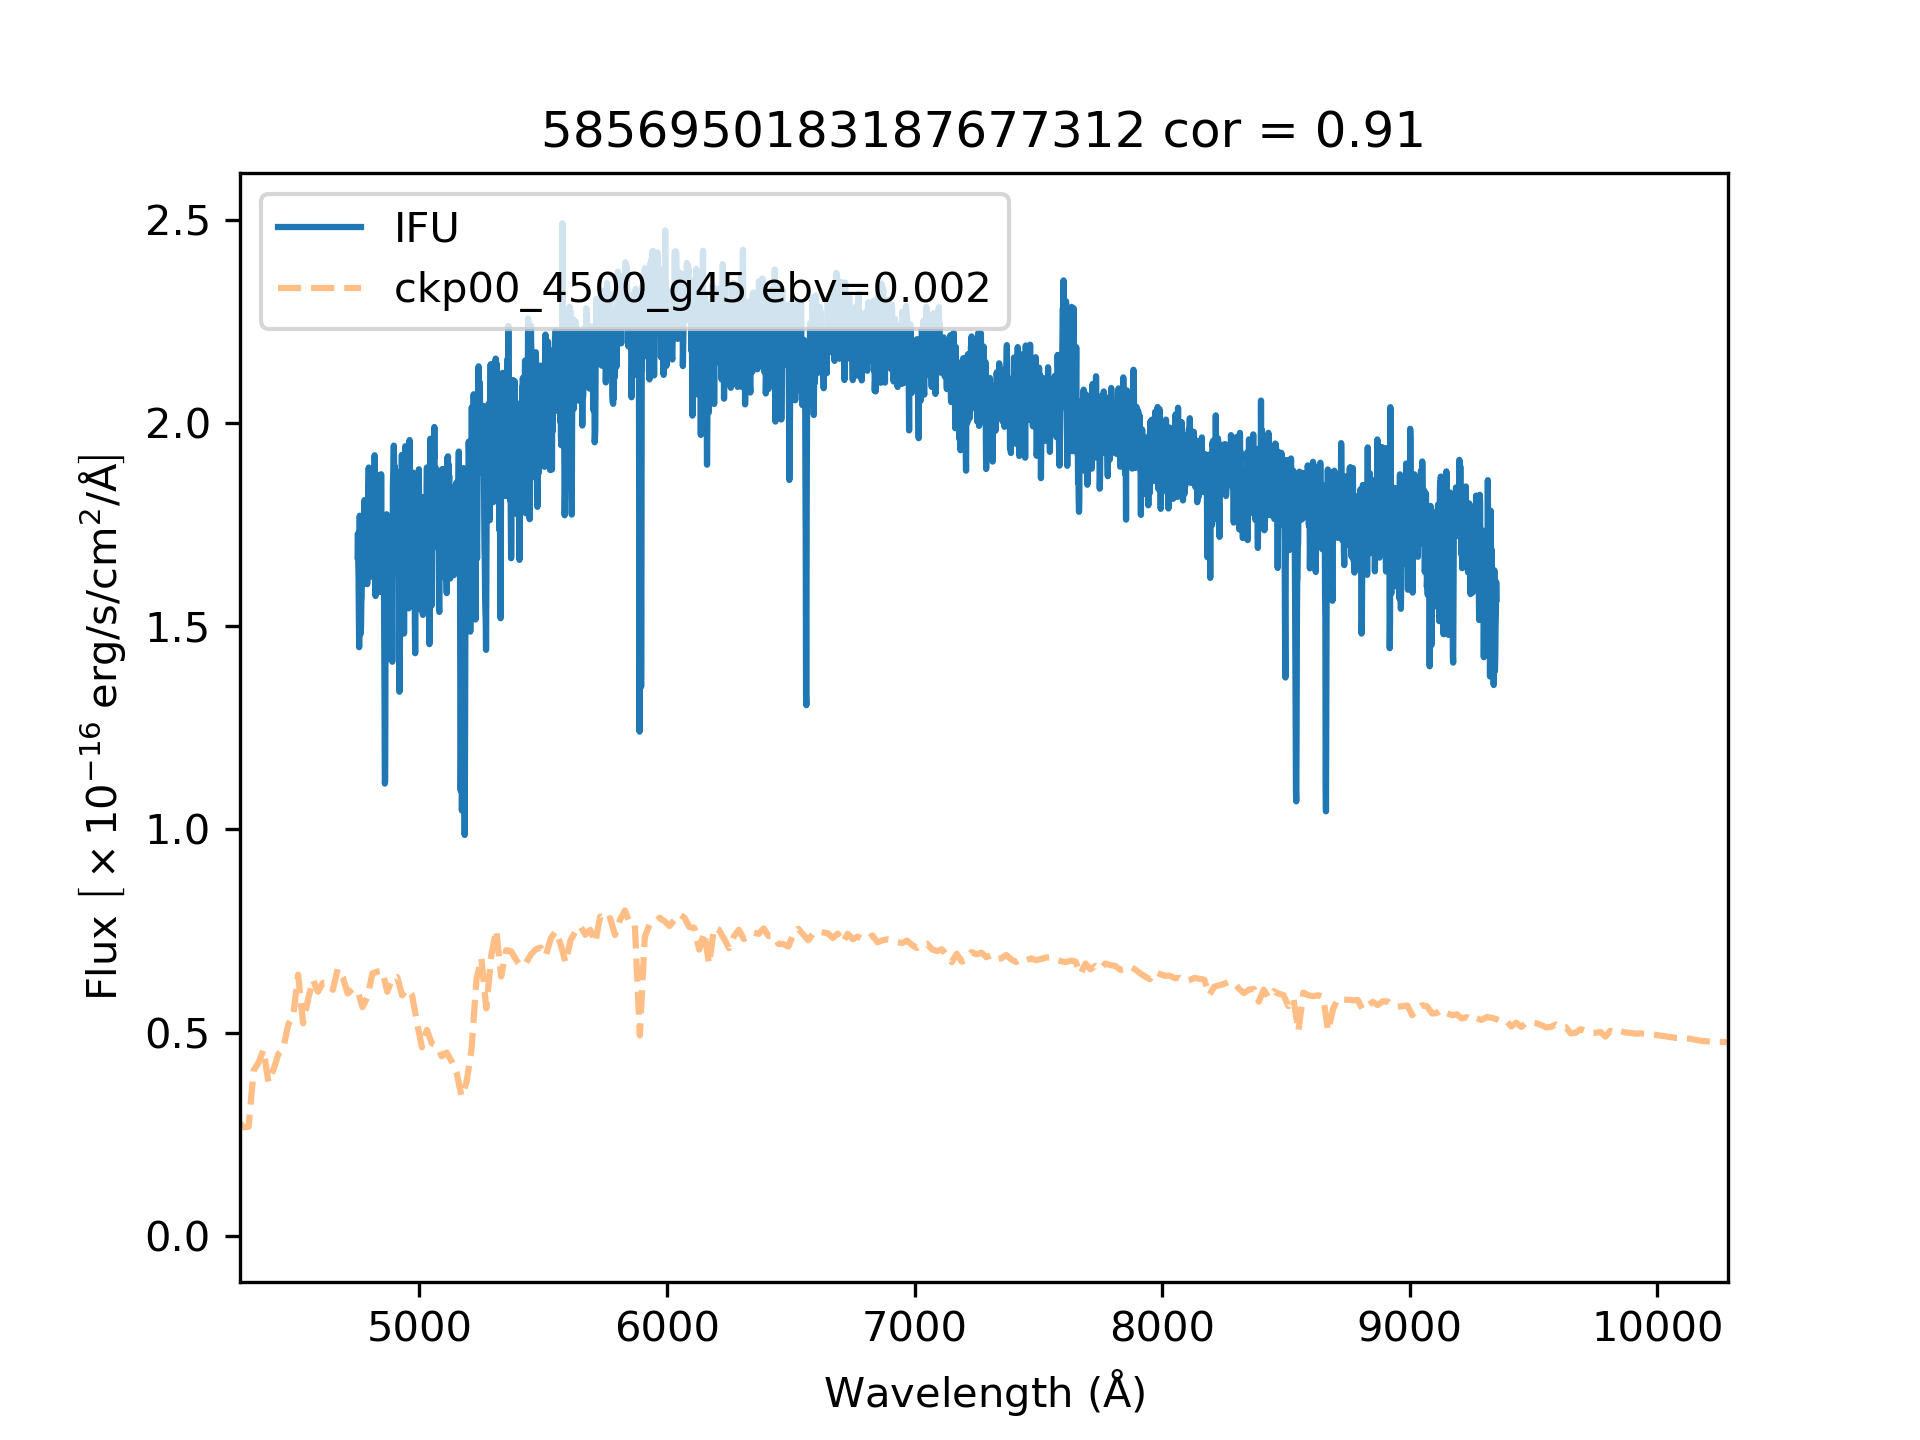 5856950183187677312 cor = 0.91
IFU
ckp00_4500_g45 ebv=0.002
2.5
2.0
1.5
1.0
0.5
0.0
Flux [×10⁻¹⁶ erg/s/cm²/Å]
5000 6000 7000 8000 9000 10000
Wavelength (Å)